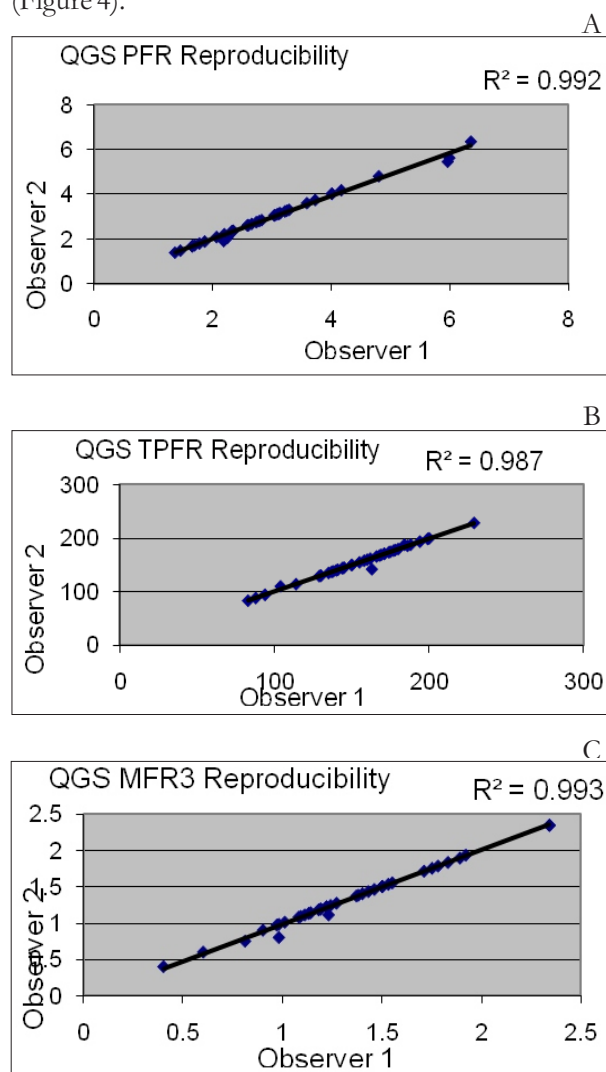 (Figure 4).
A
QGS PFR Reproducibility
R² = 0.992
8
6
4
2
0
Observer 2
0 2 4 6 8
Observer 1
B
QGS TPFR Reproducibility
R² = 0.987
300
200
100
0
Observer 2
0 100 200 300
Observer 1
C
QGS MFR3 Reproducibility
R² = 0.993
2.5
2
1.5
1
0.5
0
Observer 2
0 0.5 1 1.5 2 2.5
Observer 1